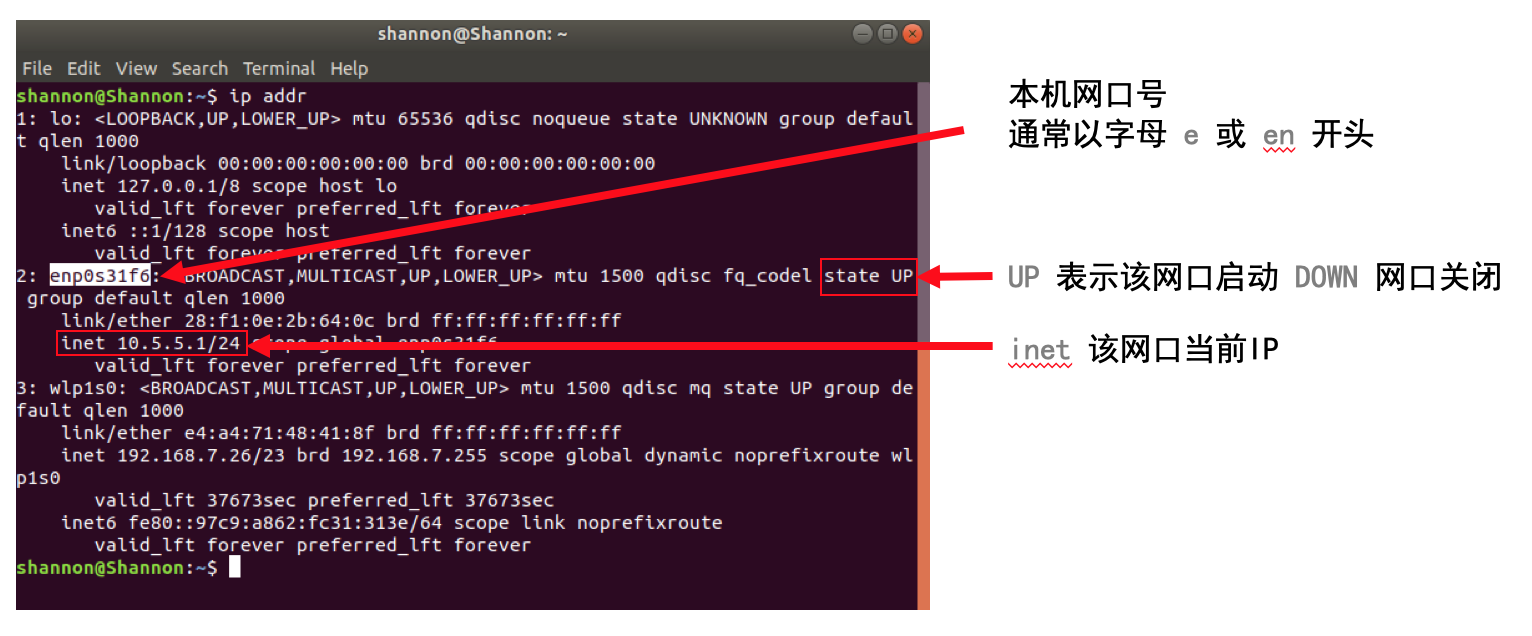 shannon@Shannon: ~
File Edit View Search Terminal Help
shannon@Shannon:~$ ip addr
1: lo: <LOOPBACK,UP,LOWER_UP> mtu 65536 qdisc noqueue state UNKNOWN group defaul
t qlen 1000
link/loopback 00:00:00:00:00:00 brd 00:00:00:00:00:00
inet 127.0.0.1/8 scope host lo
valid_lft forever preferred_lft forever
inet6 ::1/128 scope host
valid_lft forever preferred_lft forever
2: enp0s31f6: <BROADCAST,MULTICAST,UP,LOWER_UP> mtu 1500 qdisc fq_codel state UP
group default qlen 1000
link/ether 28:f1:0e:2b:64:0c brd ff:ff:ff:ff:ff:ff
inet 10.5.5.1/24 scope global enp0s31f6
valid_lft forever preferred_lft forever
3: wlp1s0: <BROADCAST,MULTICAST,UP,LOWER_UP> mtu 1500 qdisc mq state UP group de
fault qlen 1000
link/ether e4:a4:71:48:41:8f brd ff:ff:ff:ff:ff:ff
inet 192.168.7.26/23 brd 192.168.7.255 scope global dynamic noprefixroute wl
p1s0
valid_lft 37673sec preferred_lft 37673sec
inet6 fe80::97c9:a862:fc31:313e/64 scope link noprefixroute
valid_lft forever preferred_lft forever
shannon@Shannon:~$
本机网口号
通常以字母 e 或 en 开头
UP 表示该网口启动 DOWN 网口关闭
inet 该网口当前IP